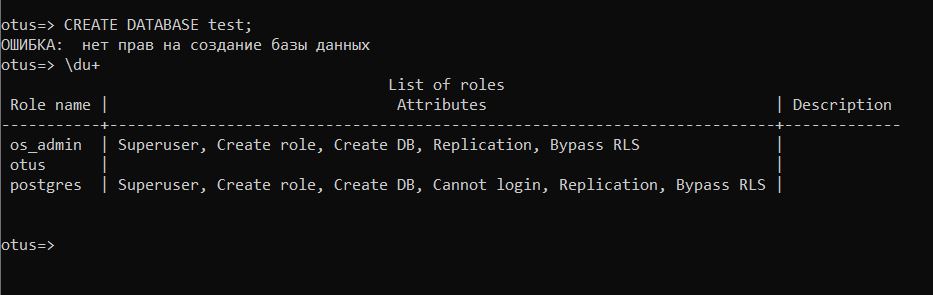 otus=> CREATE DATABASE test;
ОШИБКА:  нет прав на создание базы данных
otus=> \du+
                                             List of roles
 Role name |                                 Attributes                                  | Description
-----------+-----------------------------------------------------------------------------+-------------
 os_admin  | Superuser, Create role, Create DB, Replication, Bypass RLS                  |
 otus      |                                                                             |
 postgres  | Superuser, Create role, Create DB, Cannot login, Replication, Bypass RLS    |
otus=>